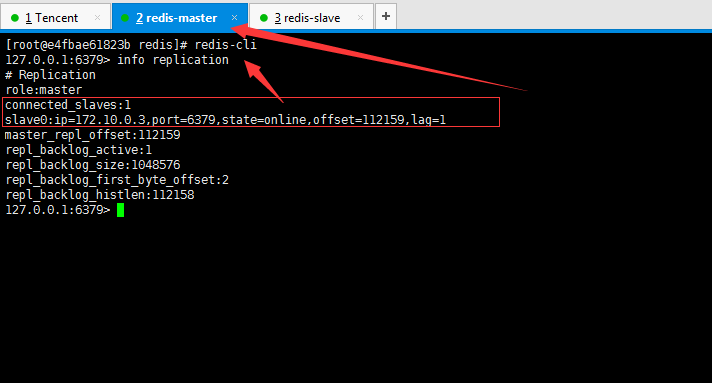 1 Tencent × 2 redis-master × 3 redis-slave × +
[root@e4fbae61823b redis]# redis-cli
127.0.0.1:6379> info replication
# Replication
role:master
connected_slaves:1
slave0:ip=172.10.0.3,port=6379,state=online,offset=112159,lag=1
master_repl_offset:112159
repl_backlog_active:1
repl_backlog_size:1048576
repl_backlog_first_byte_offset:2
repl_backlog_histlen:112158
127.0.0.1:6379>